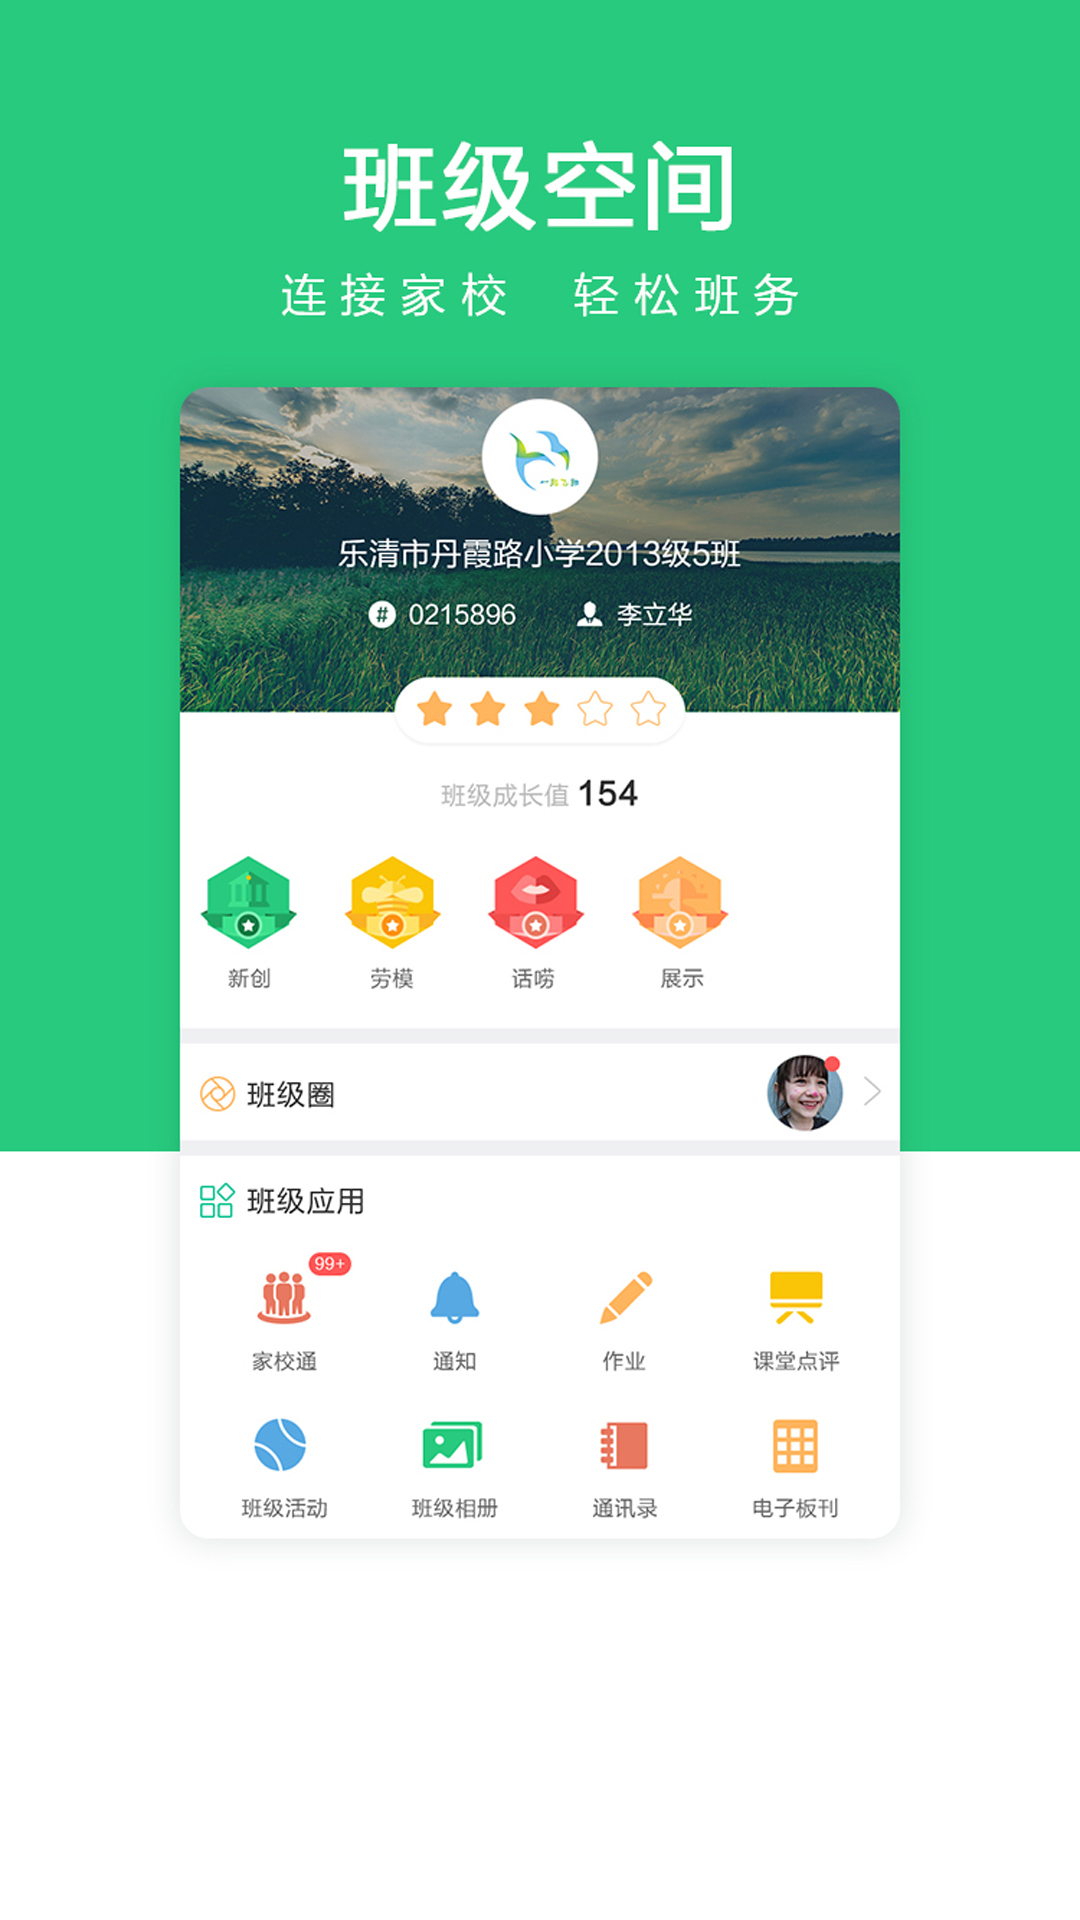 班级空间
连接家校 轻松班务
乐清市丹霞路小学2013级5班
# 0215896 李立华
班级成长值 154
新创 劳模 话唠 展示
班级圈
班级应用
99+
家校通 通知 作业 课堂点评
班级活动 班级相册 通讯录 电子板刊